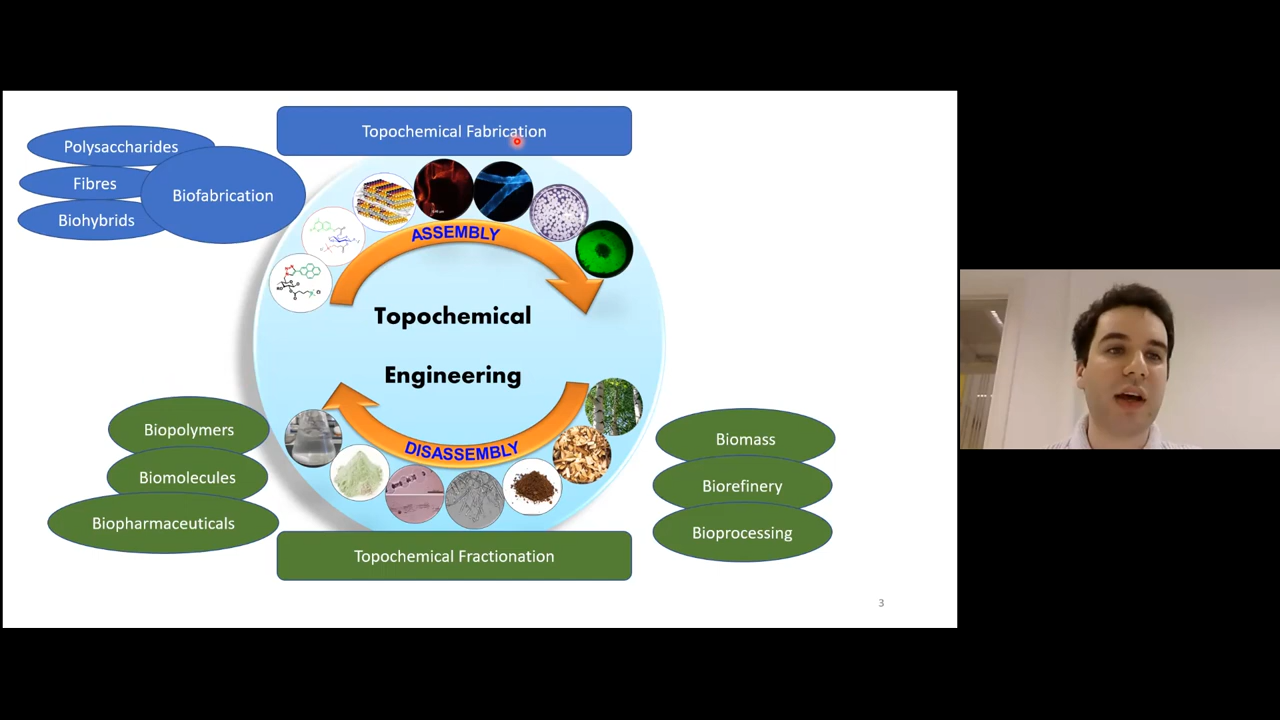 Topochemical Fabrication
Polysaccharides
Fibres
Biohybrids
Biofabrication
ASSEMBLY
Topochemical
Engineering
DISASSEMBLY
Biopolymers
Biomolecules
Biopharmaceuticals
Biomass
Biorefinery
Bioprocessing
Topochemical Fractionation
3